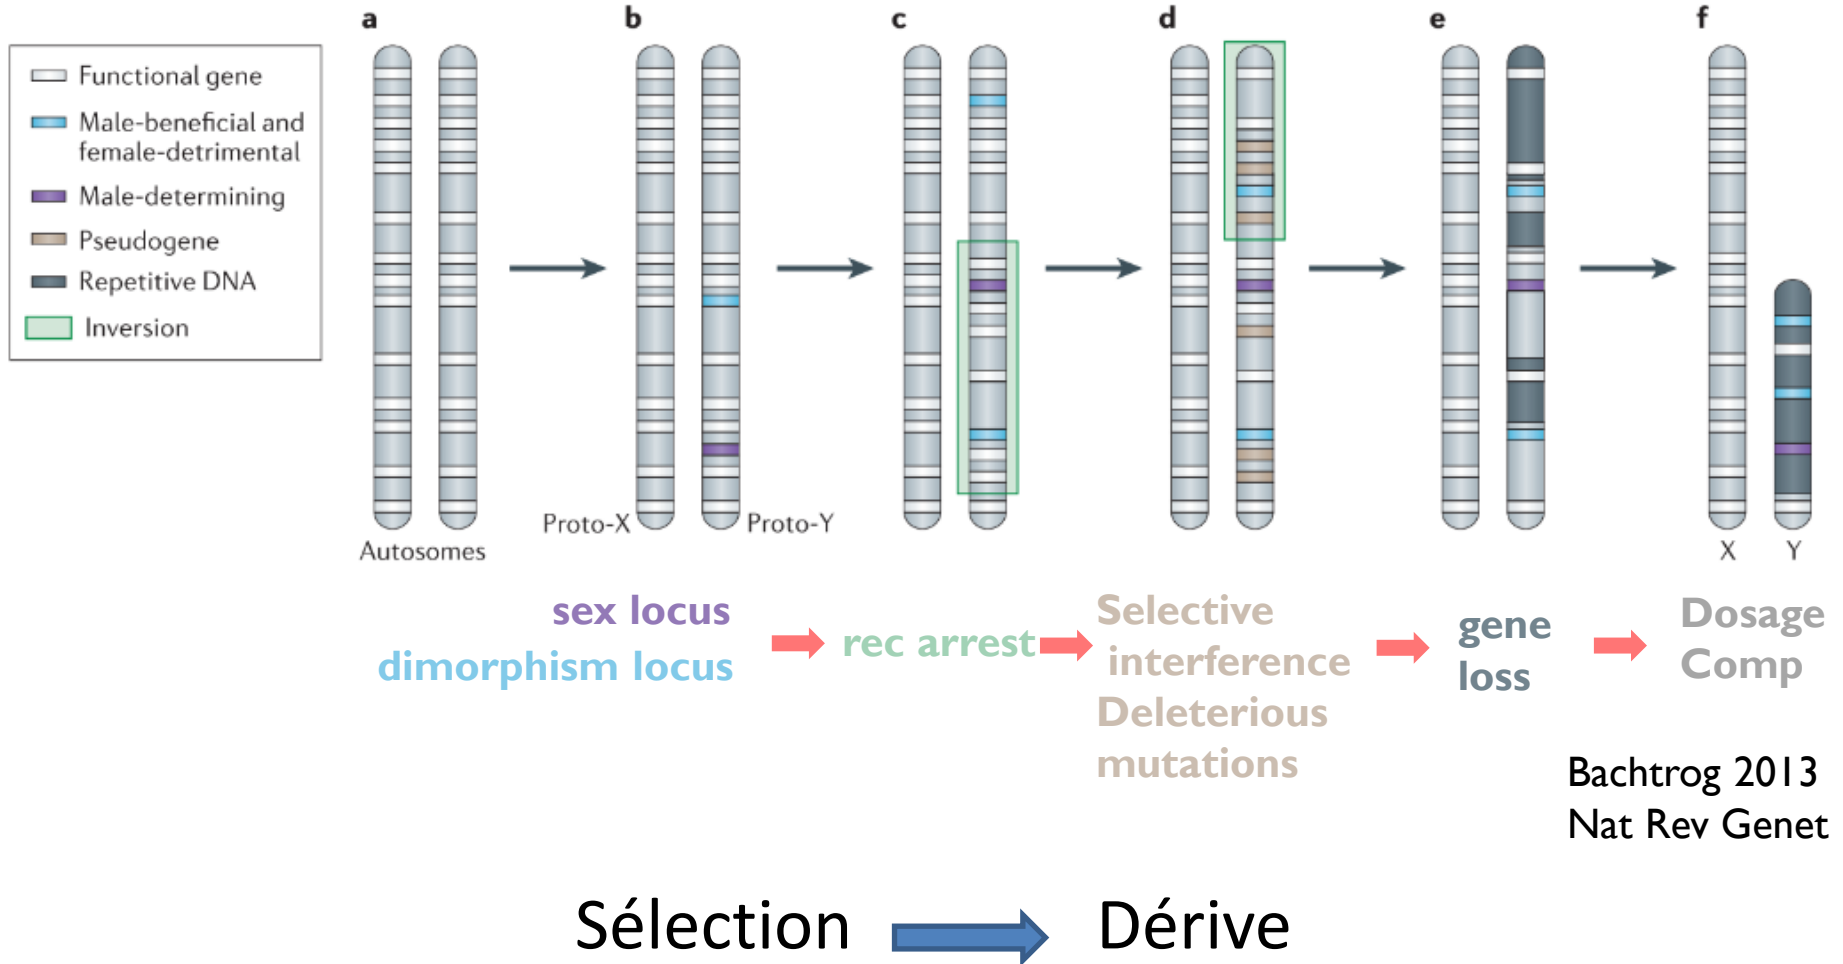 a b c d e f
Functional gene
Male-beneficial and
female-detrimental
Male-determining
Pseudogene
Repetitive DNA
Inversion
Autosomes
Proto-X
Proto-Y
X
Y
sex locus
dimorphism locus
rec arrest
Selective
interference
Deleterious
mutations
gene
loss
Dosage
Comp
Bachtrog 2013
Nat Rev Genet
Sélection
Dérive